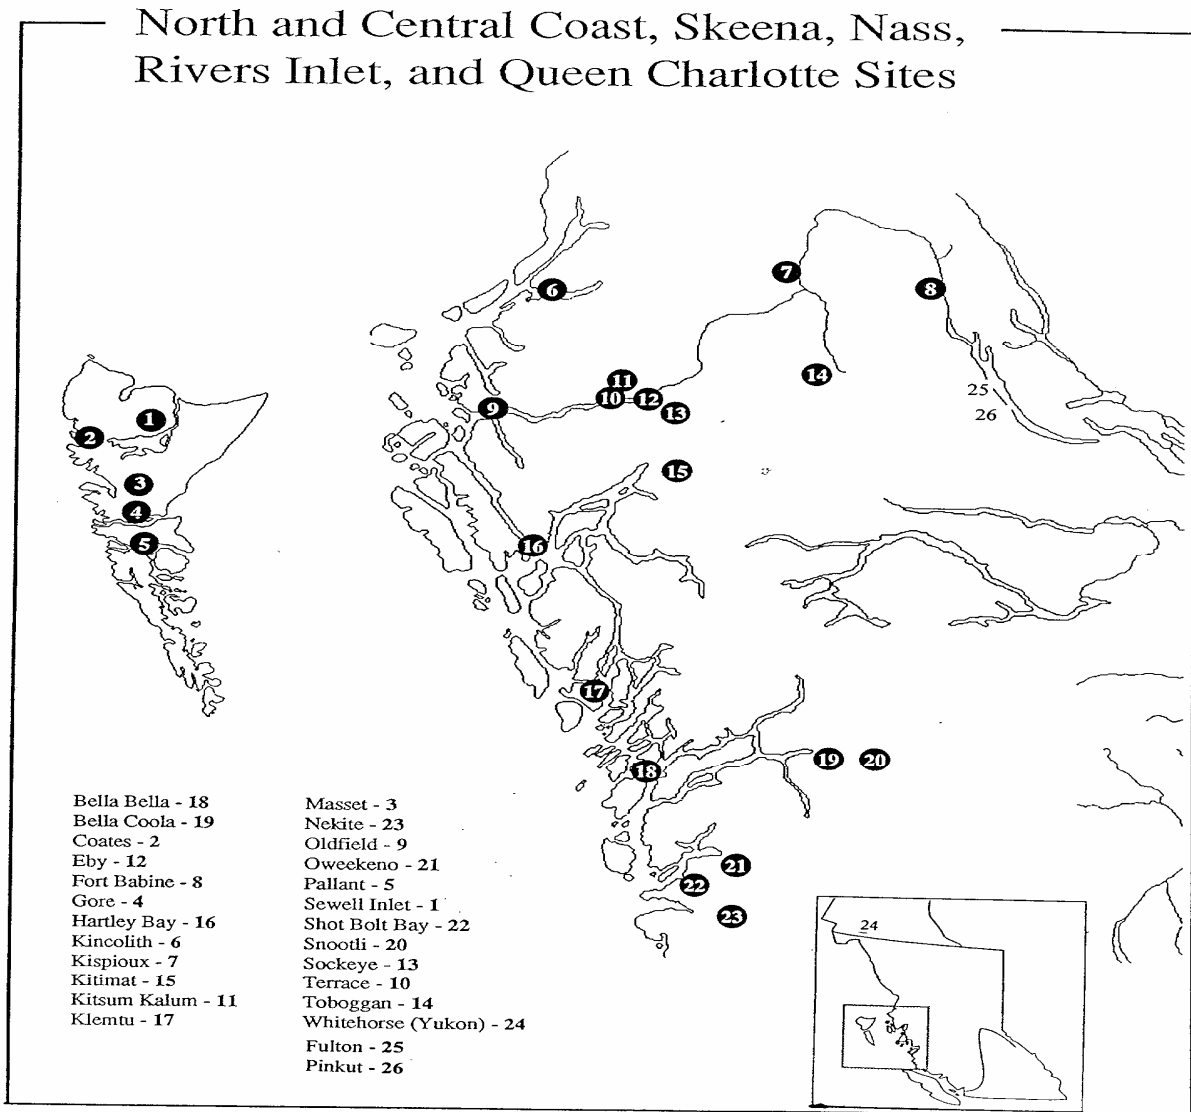 North and Central Coast, Skeena, Nass,
Rivers Inlet, and Queen Charlotte Sites
6
7
8
11
14
10
12
9
13
25
26
1
2
15
3
4
5
16
17
18
19
20
21
22
23
24
Bella Bella - 18
Bella Coola - 19
Coates - 2
Eby - 12
Fort Babine - 8
Gore - 4
Hartley Bay - 16
Kincolith - 6
Kispioux - 7
Kitimat - 15
Kitsum Kalum - 11
Klemtu - 17
Masset - 3
Nekite - 23
Oldfield - 9
Oweekeno - 21
Pallant - 5
Sewell Inlet - 1
Shot Bolt Bay - 22
Snootli - 20
Sockeye - 13
Terrace - 10
Toboggan - 14
Whitehorse (Yukon) - 24
Fulton - 25
Pinkut - 26